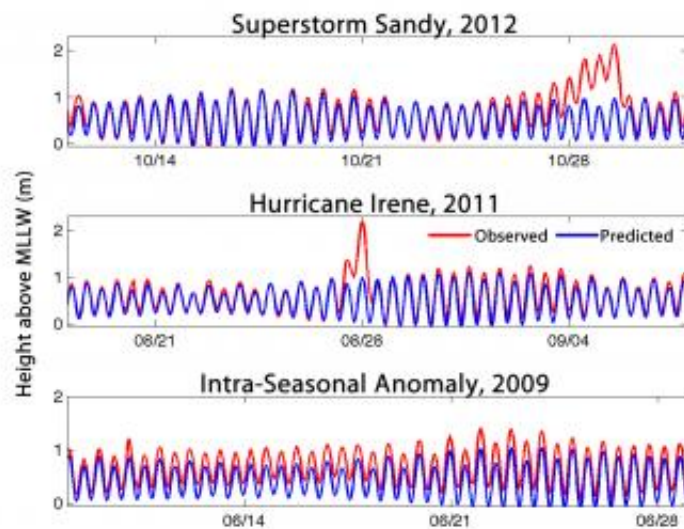 Superstorm Sandy, 2012
2
1
0
10/14 10/21 10/28
Height above MLLW (m)
Hurricane Irene, 2011
Observed Predicted
2
1
0
08/21 08/28 09/04
Intra-Seasonal Anomaly, 2009
2
1
0
06/14 06/21 06/28